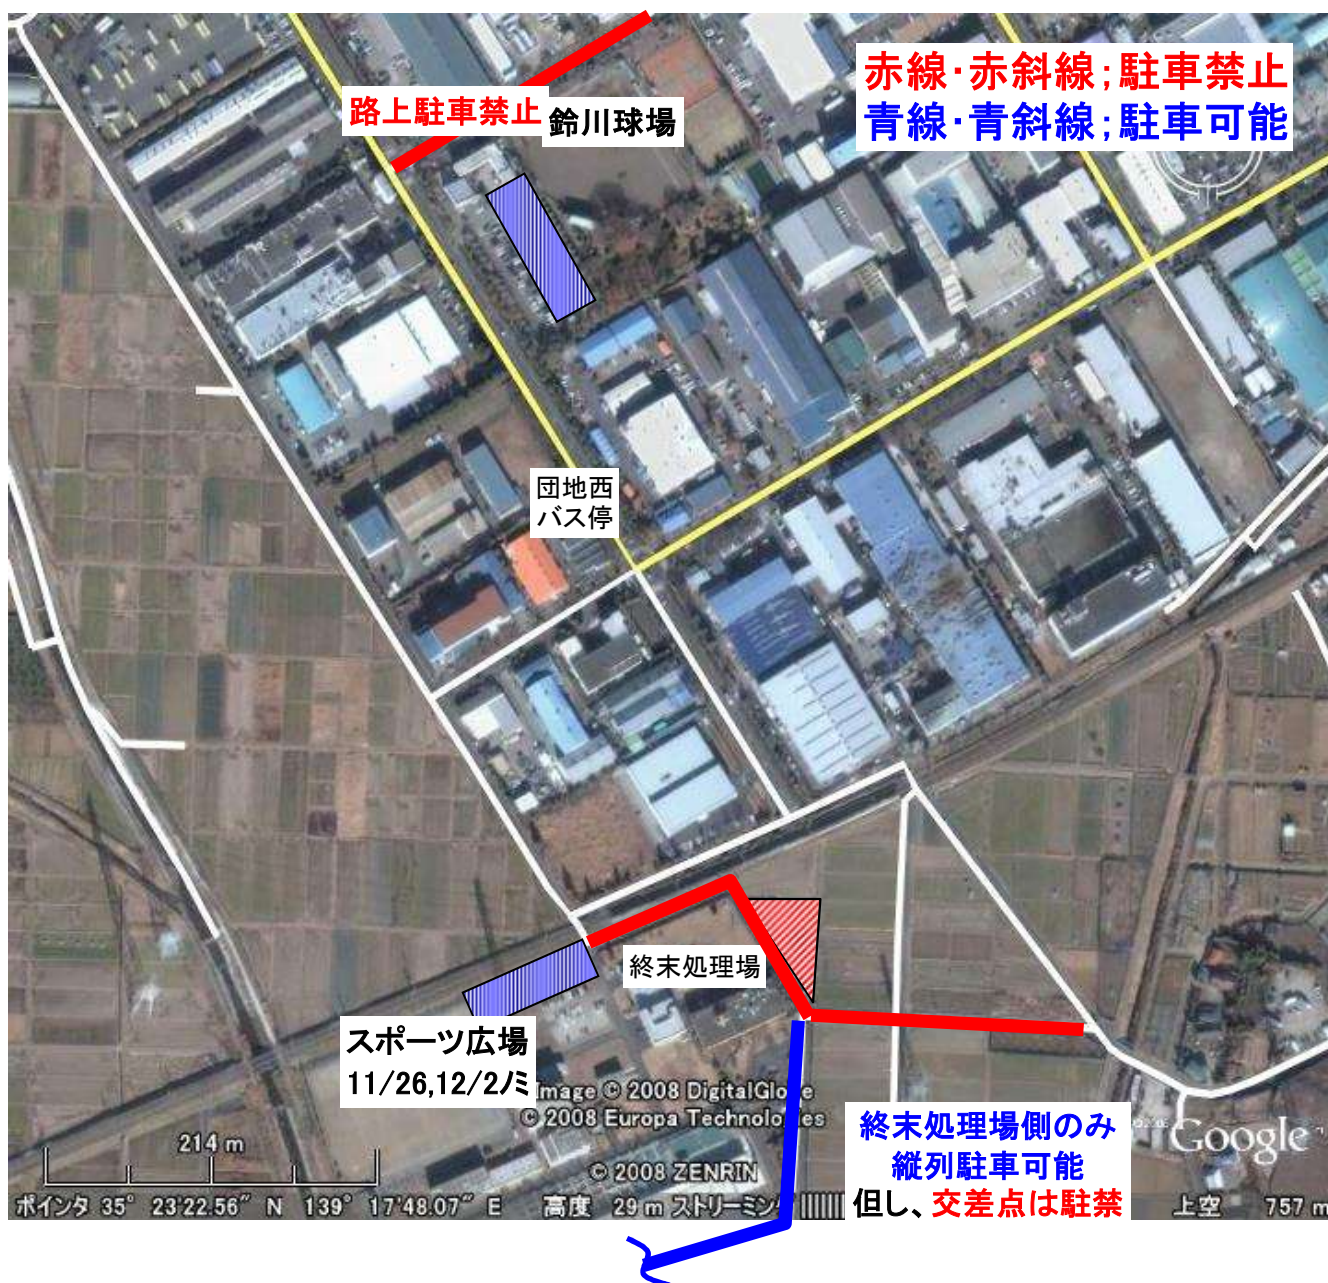 赤線・赤斜線;駐車禁止
青線・青斜線;駐車可能
路上駐車禁止
鈴川球場
団地西
バス停
終末処理場
スポーツ広場
11/26,12/2ノミ
Image © 2008 DigitalGlobe
© 2008 Europa Technologies
214 m
© 2008 ZENRIN
終末処理場側のみ
縦列駐車可能
但し、交差点は駐禁
Google
ポインタ 35° 23'22.56" N 139° 17'48.07" E 高度 29 m ストリーミング 上空 757 m